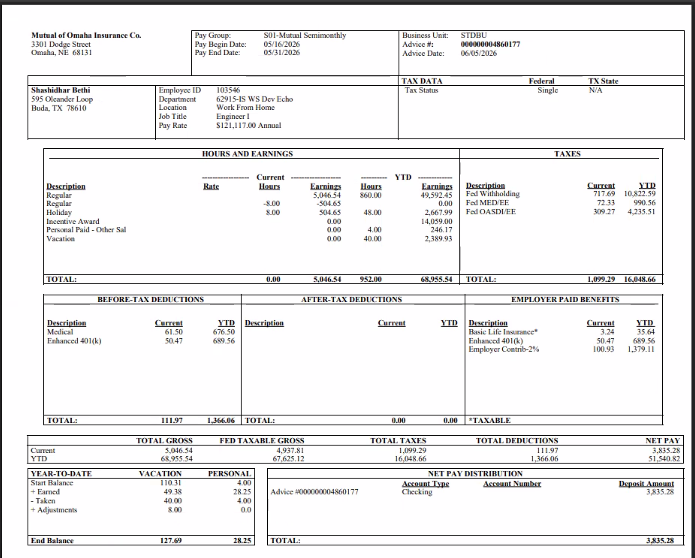 Mutual of Omaha Insurance Co.
3301 Dodge Street
Omaha, NE 68131
Pay Group: S01-Mutual Semimonthly
Pay Begin Date: 05/16/2026
Pay End Date: 05/31/2026
Business Unit: STDBU
Advice #: 000000004860177
Advice Date: 06/05/2026
Shashidhar Bethi
595 Oleander Loop
Buda, TX 78610
Employee ID 103546
Department 62915-IS WS Dev Echo
Location Work From Home
Job Title Engineer I
Pay Rate $121,117.00 Annual
TAX DATA Federal TX State
Tax Status Single N/A
HOURS AND EARNINGS
------------------- Current ------------------ ---------- YTD -------------
Description Rate Hours Earnings Hours Earnings
Regular 5,046.54 860.00 49,592.45
Regular -8.00 -504.65 0.00
Holiday 8.00 504.65 48.00 2,667.99
Incentive Award 0.00 14,059.00
Personal Paid - Other Sal 0.00 4.00 246.17
Vacation 0.00 40.00 2,389.93
TOTAL: 0.00 5,046.54 952.00 68,955.54
TAXES
Description Current YTD
Fed Withholding 717.69 10,822.59
Fed MED/EE 72.33 990.56
Fed OASDI/EE 309.27 4,235.51
TOTAL: 1,099.29 16,048.66
BEFORE-TAX DEDUCTIONS
Description Current YTD
Medical 61.50 676.50
Enhanced 401(k) 50.47 689.56
TOTAL: 111.97 1,366.06
AFTER-TAX DEDUCTIONS
Description Current YTD
TOTAL: 0.00 0.00
EMPLOYER PAID BENEFITS
Description Current YTD
Basic Life Insurance* 3.24 35.64
Enhanced 401(k) 50.47 689.56
Employer Contrib-2% 100.93 1,379.11
*TAXABLE
TOTAL GROSS FED TAXABLE GROSS TOTAL TAXES TOTAL DEDUCTIONS NET PAY
Current 5,046.54 4,937.81 1,099.29 111.97 3,835.28
YTD 68,955.54 67,625.12 16,048.66 1,366.06 51,540.82
YEAR-TO-DATE VACATION PERSONAL
Start Balance 110.31 4.00
+ Earned 49.38 28.25
- Taken 40.00 4.00
+ Adjustments 8.00 0.0
End Balance 127.69 28.25
NET PAY DISTRIBUTION
Account Type Account Number Deposit Amount
Advice #000000004860177 Checking 3,835.28
TOTAL: 3,835.28